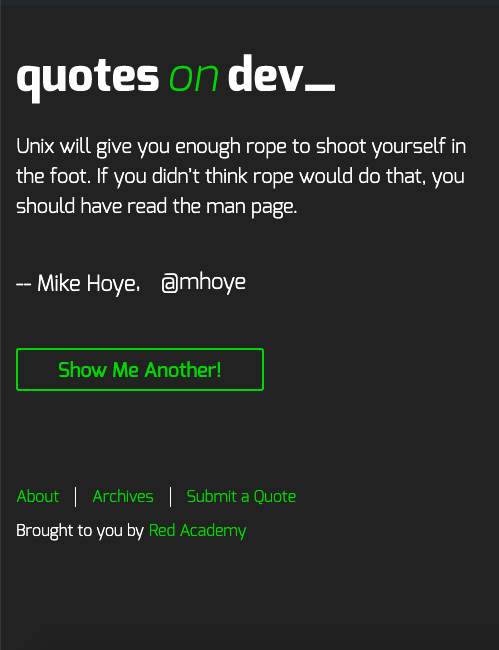 quotes on dev_
Unix will give you enough rope to shoot yourself in
the foot. If you didn't think rope would do that, you
should have read the man page.
-- Mike Hoye, @mhoye
Show Me Another!
About | Archives | Submit a Quote
Brought to you by Red Academy